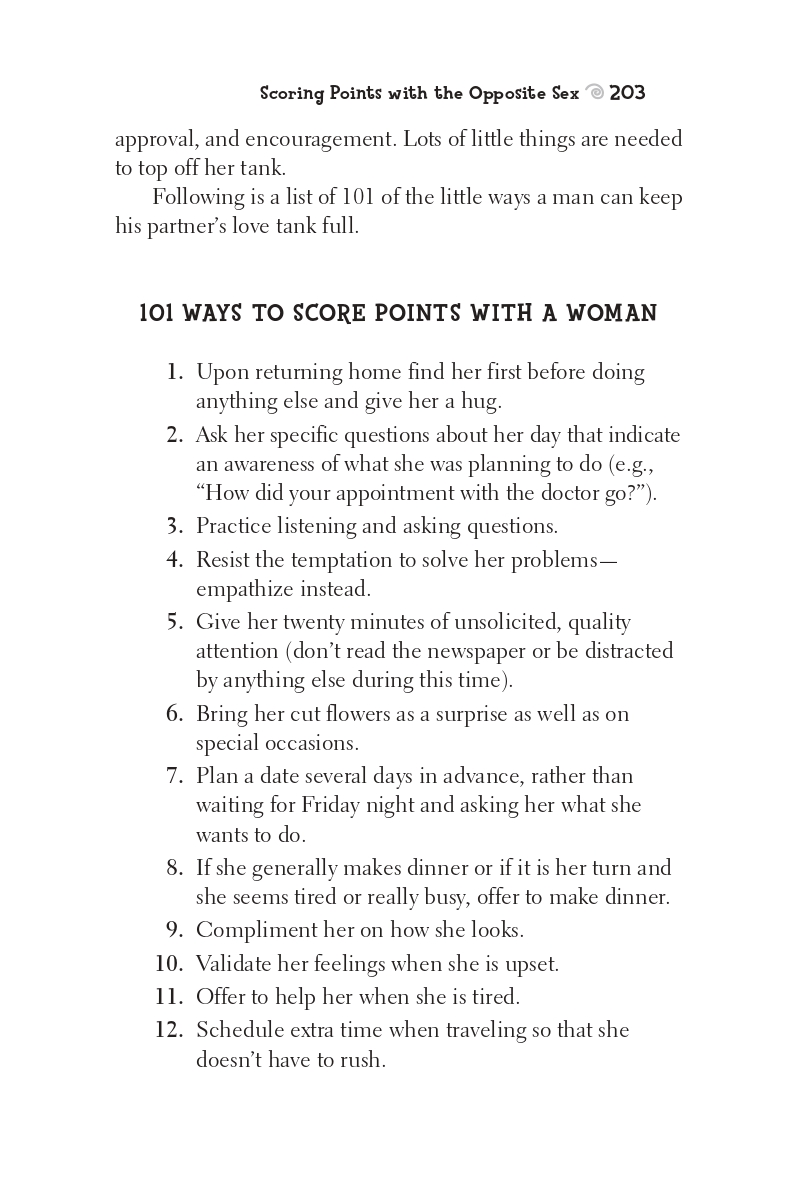 Scoring Points with the Opposite Sex 203
approval, and encouragement. Lots of little things are needed
to top off her tank.
Following is a list of 101 of the little ways a man can keep
his partner’s love tank full.
101 WAYS TO SCORE POINTS WITH A WOMAN
1. Upon returning home find her first before doing
anything else and give her a hug.
2. Ask her specific questions about her day that indicate
an awareness of what she was planning to do (e.g.,
“How did your appointment with the doctor go?”).
3. Practice listening and asking questions.
4. Resist the temptation to solve her problems—
empathize instead.
5. Give her twenty minutes of unsolicited, quality
attention (don’t read the newspaper or be distracted
by anything else during this time).
6. Bring her cut flowers as a surprise as well as on
special occasions.
7. Plan a date several days in advance, rather than
waiting for Friday night and asking her what she
wants to do.
8. If she generally makes dinner or if it is her turn and
she seems tired or really busy, offer to make dinner.
9. Compliment her on how she looks.
10. Validate her feelings when she is upset.
11. Offer to help her when she is tired.
12. Schedule extra time when traveling so that she
doesn’t have to rush.